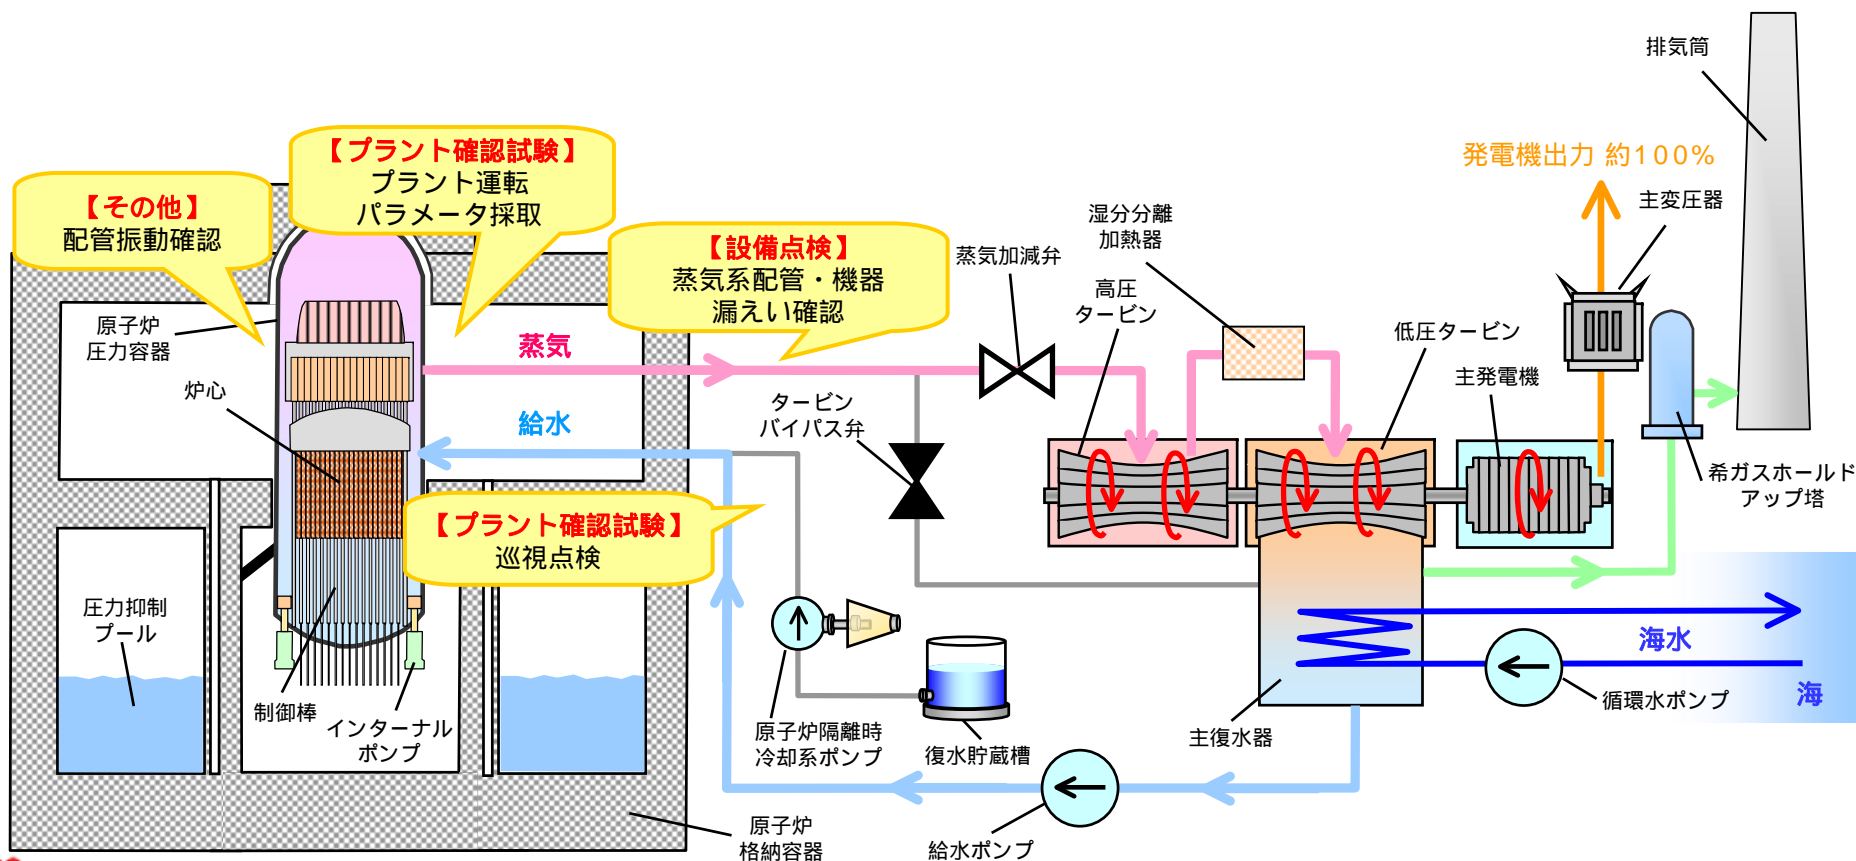 排気筒
発電機出力 約100%
主変圧器
【プラント確認試験】
プラント運転
パラメータ採取
【その他】
配管振動確認
【設備点検】
蒸気系配管・機器
漏えい確認
湿分分離
加熱器
蒸気加減弁
高圧
タービン
低圧タービン
主発電機
原子炉
圧力容器
蒸気
炉心
給水
タービン
バイパス弁
希ガスホールド
アップ塔
【プラント確認試験】
巡視点検
圧力抑制
プール
海水
海
循環水ポンプ
制御棒
インターナル
ポンプ
原子炉隔離時
冷却系ポンプ
復水貯蔵槽
主復水器
原子炉
格納容器
給水ポンプ